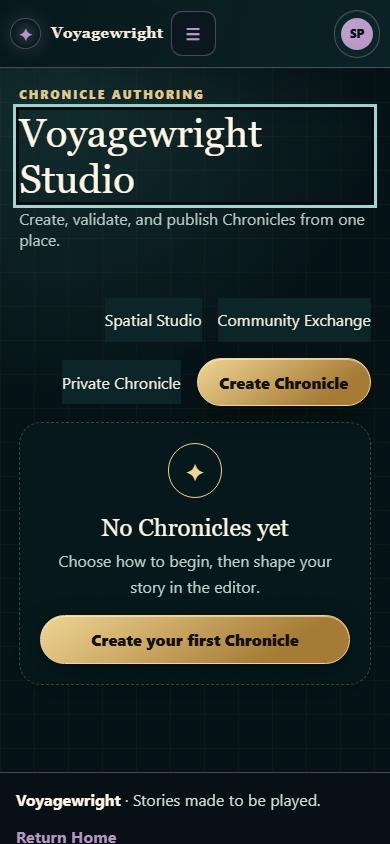 Voyagewright
SP
CHRONICLE AUTHORING
Voyagewright
Studio
Create, validate, and publish Chronicles from one
place.
Spatial Studio
Community Exchange
Private Chronicle
Create Chronicle
No Chronicles yet
Choose how to begin, then shape your
story in the editor.
Create your first Chronicle
Voyagewright · Stories made to be played.
Return Home